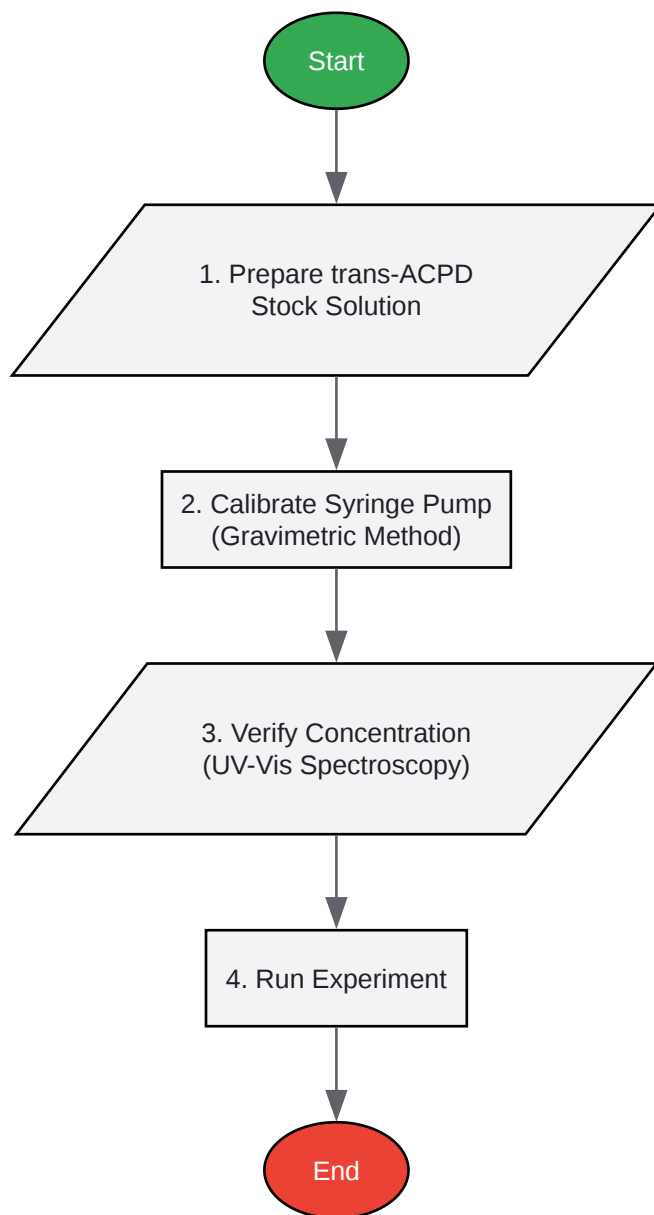 Start
1. Prepare trans-ACPD
Stock Solution
2. Calibrate Syringe Pump
(Gravimetric Method)
3. Verify Concentration
(UV-Vis Spectroscopy)
4. Run Experiment
End